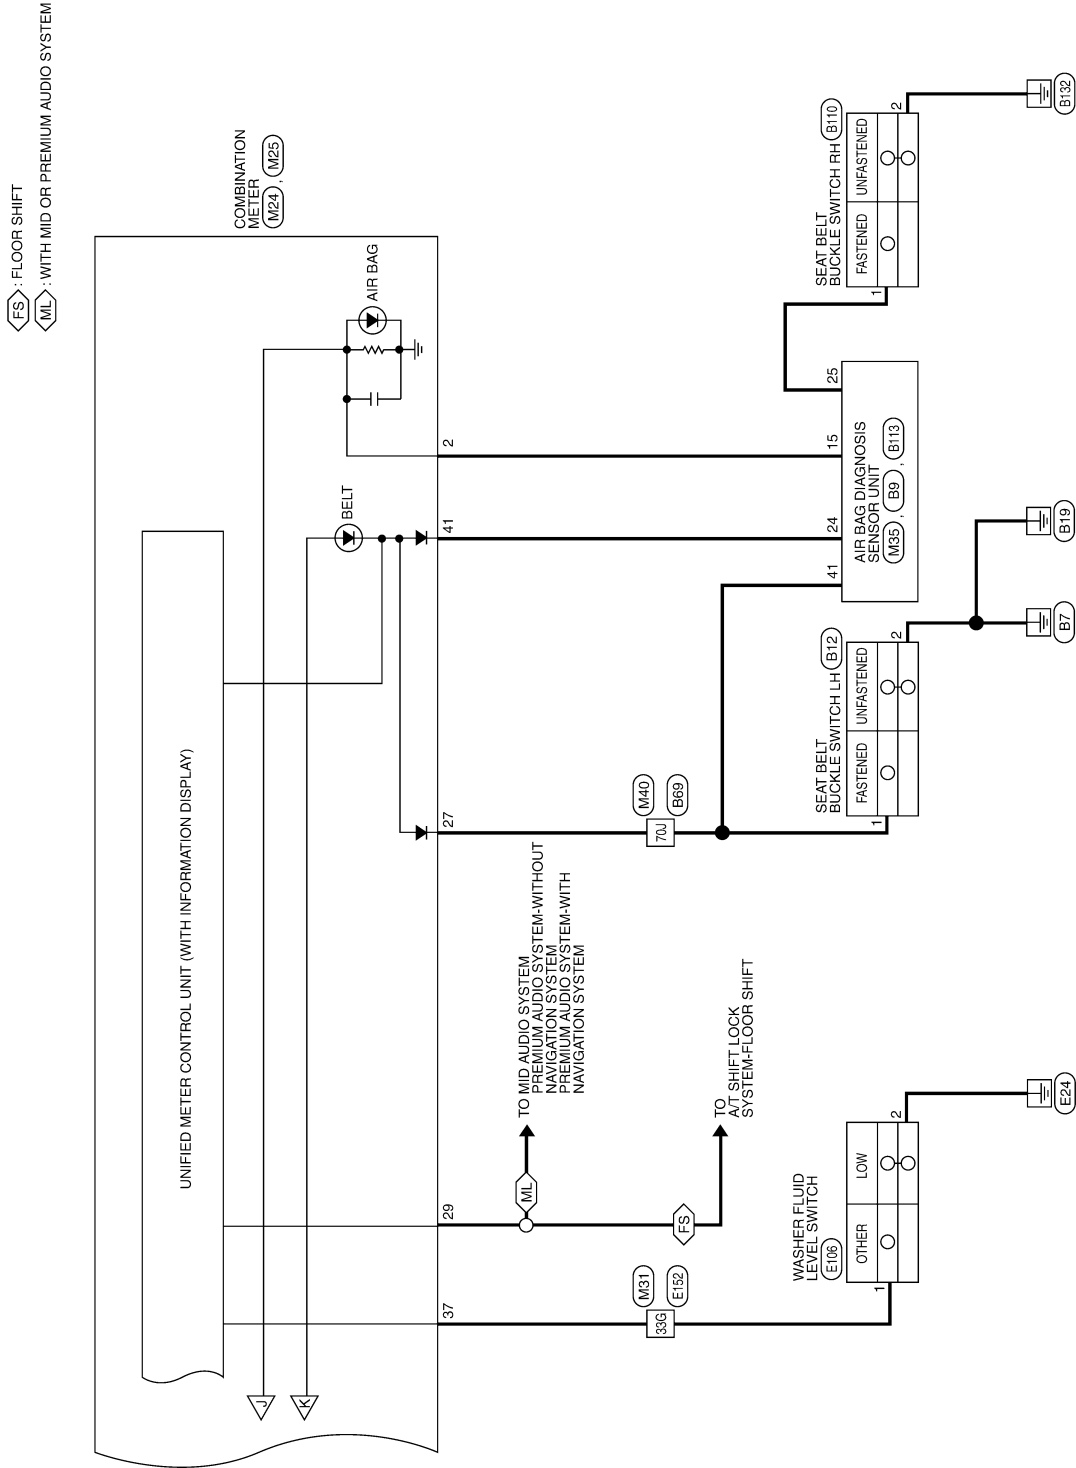 FS : FLOOR SHIFT
ML : WITH MID OR PREMIUM AUDIO SYSTEM
COMBINATION
METER
M24 , M25
UNIFIED METER CONTROL UNIT (WITH INFORMATION DISPLAY)
J
K
BELT
AIR BAG
37
29
27
41
2
ML
TO MID AUDIO SYSTEM
PREMIUM AUDIO SYSTEM-WITHOUT
NAVIGATION SYSTEM
PREMIUM AUDIO SYSTEM-WITH
NAVIGATION SYSTEM
33G
M31
E152
FS
TO
A/T SHIFT LOCK
SYSTEM-FLOOR SHIFT
70J
M40
B69
WASHER FLUID
LEVEL SWITCH
E106
1
OTHER
LOW
2
E24
SEAT BELT
BUCKLE SWITCH LH B12
1
FASTENED
UNFASTENED
2
B7
B19
41
24
15
25
AIR BAG DIAGNOSIS
SENSOR UNIT
M35 , B9 , B113
SEAT BELT
BUCKLE SWITCH RH B110
1
FASTENED
UNFASTENED
2
B132